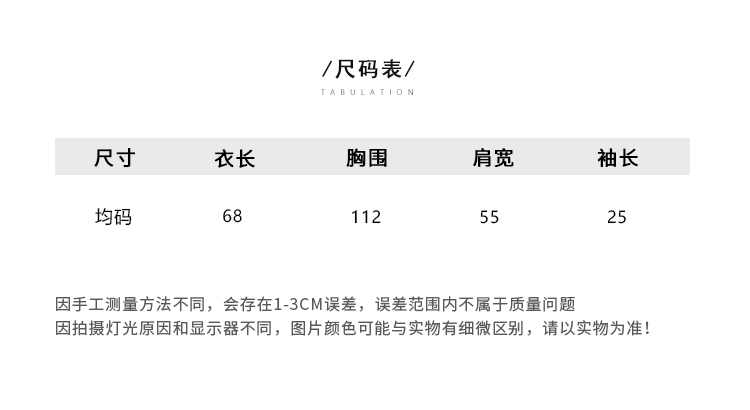 /尺码表/
TABULATION
尺寸 衣长 胸围 肩宽 袖长
均码 68 112 55 25
因手工测量方法不同，会存在1-3CM误差，误差范围内不属于质量问题
因拍摄灯光原因和显示器不同，图片颜色可能与实物有细微区别，请以实物为准！